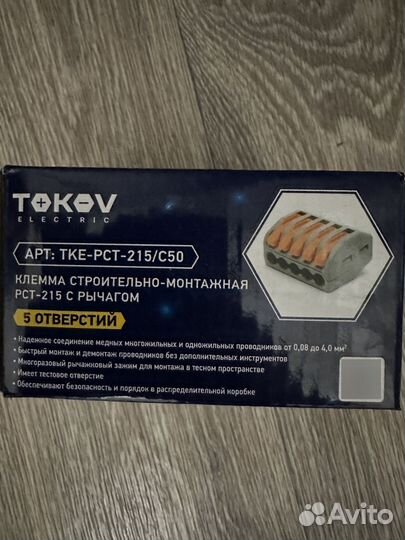 TOKOV
ELECTRIC
АРТ: TKE-PCT-215/C50
КЛЕММА СТРОИТЕЛЬНО-МОНТАЖНАЯ
PCT-215 С РЫЧАГОМ
5 ОТВЕРСТИЙ
• Надежное соединение медных многожильных и одножильных проводников от 0,08 до 4,0 мм²
• Быстрый монтаж и демонтаж проводников без дополнительных инструментов
• Многоразовый рычажковый зажим для монтажа в тесном пространстве
• Имеет тестовое отверстие
• Обеспечивают безопасность и порядок в распределительной коробке
Avito